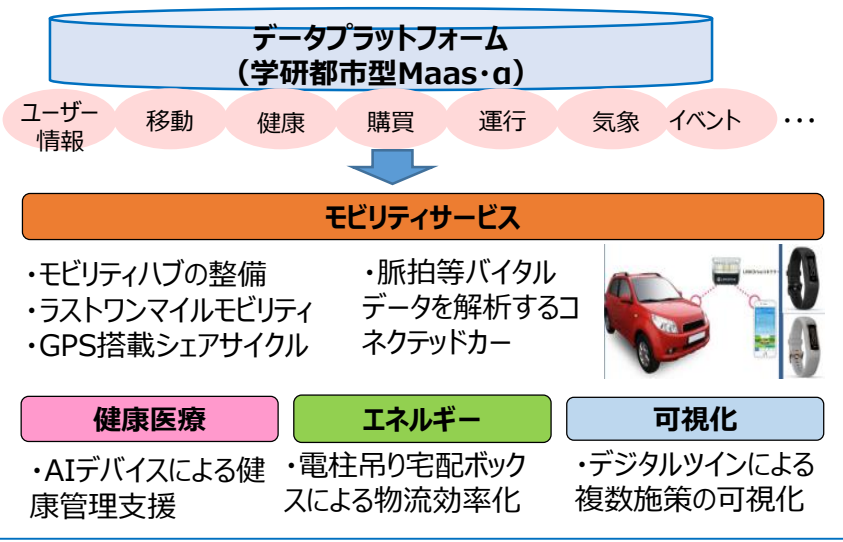 データプラットフォーム
（学研都市型Maas・α）
ユーザー
情報
移動
健康
購買
運行
気象
イベント
・・・
モビリティサービス
・モビリティハブの整備
・ラストワンマイルモビリティ
・GPS搭載シェアサイクル
・脈拍等バイタル
データを解析するコ
ネクテッドカー
健康医療
・AIデバイスによる健
康管理支援
エネルギー
・電柱吊り宅配ボック
スによる物流効率化
可視化
・デジタルツインによる
複数施策の可視化